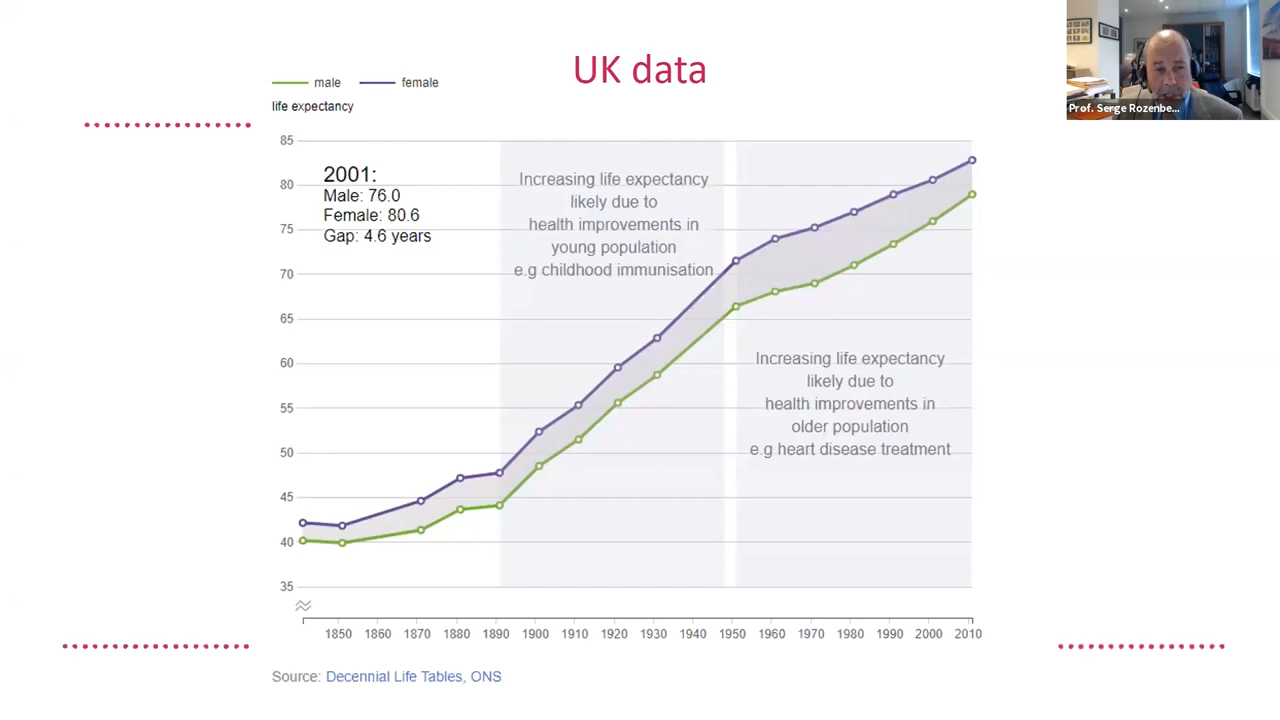 UK data
male female
life expectancy
85
80
75
70
65
60
55
50
45
40
35
2001:
Male: 76.0
Female: 80.6
Gap: 4.6 years
Increasing life expectancy
likely due to
health improvements in
young population
e.g childhood immunisation
Increasing life expectancy
likely due to
health improvements in
older population
e.g heart disease treatment
1850 1860 1870 1880 1890 1900 1910 1920 1930 1940 1950 1960 1970 1980 1990 2000 2010
Source: Decennial Life Tables, ONS
Prof. Serge Rozenbe...